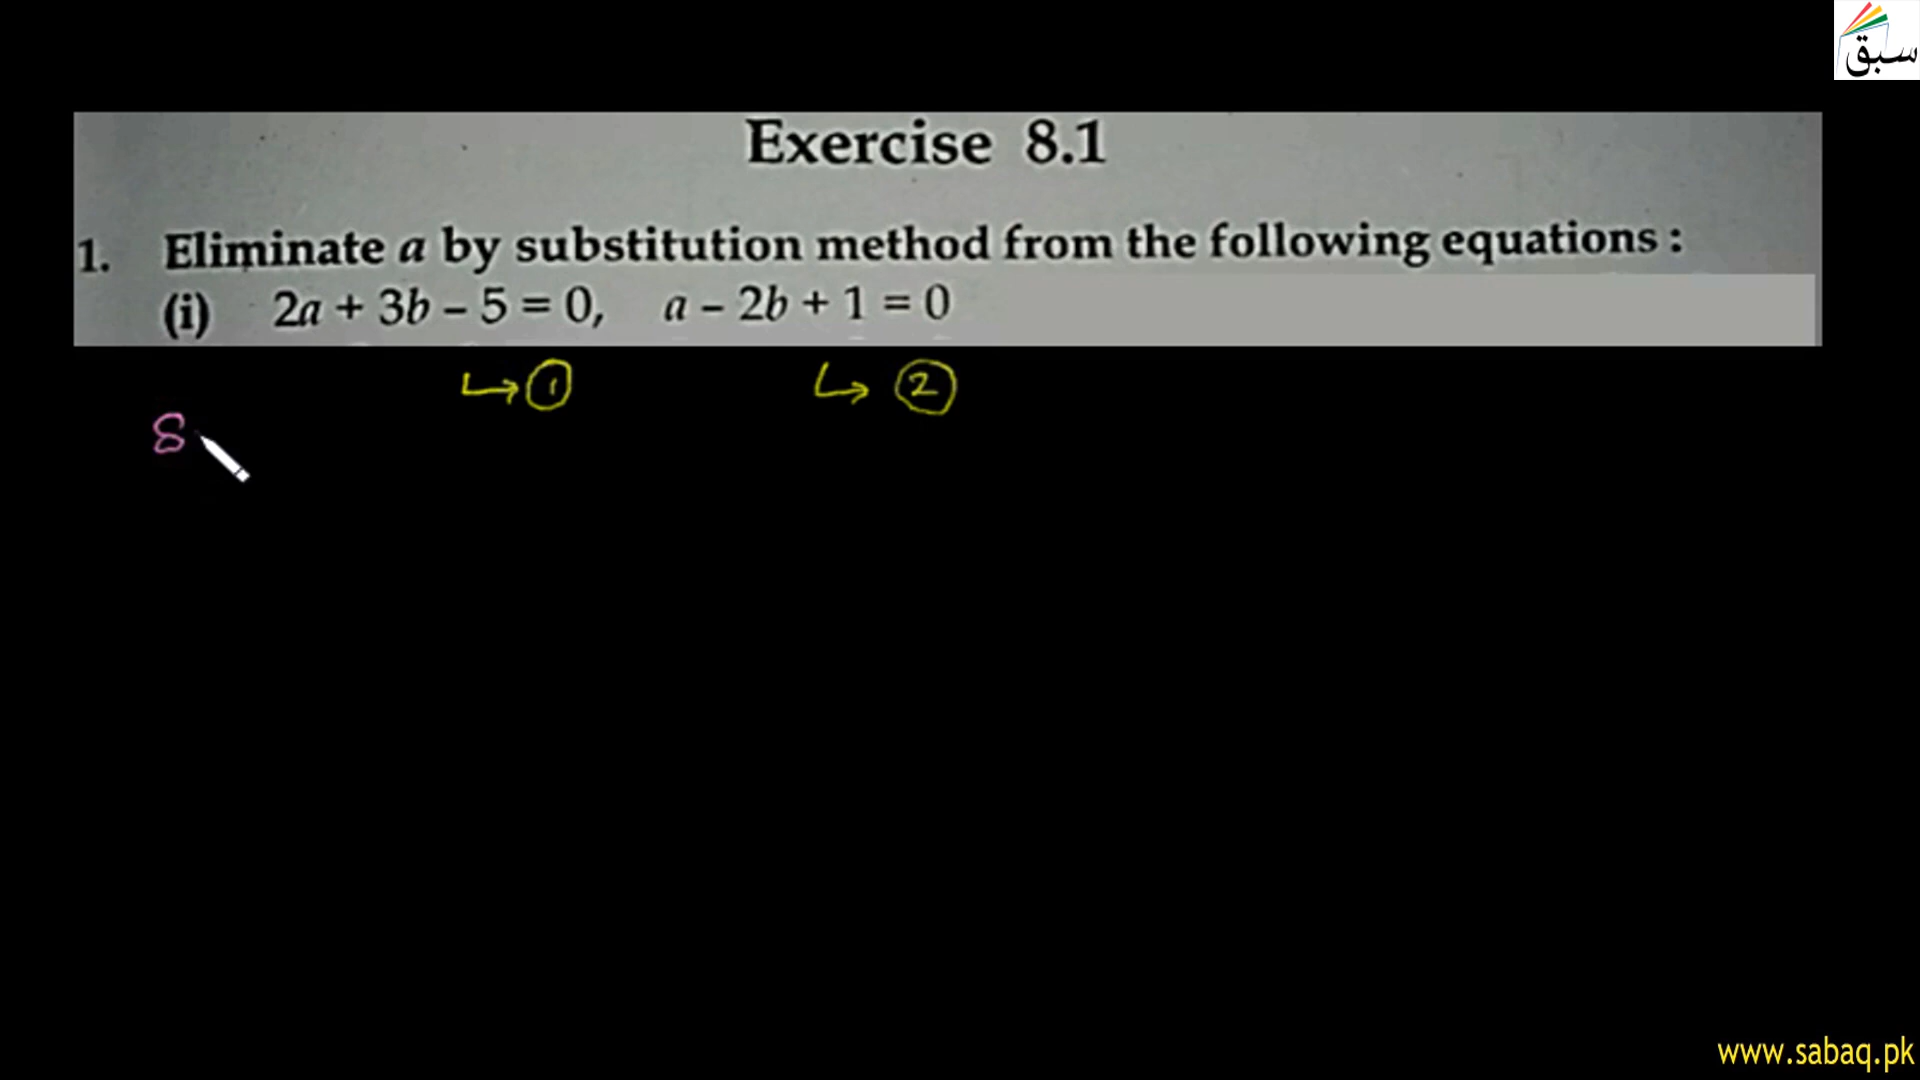 سبق
Exercise 8.1
1. Eliminate a by substitution method from the following equations :
(i) 2a + 3b – 5 = 0, a – 2b + 1 = 0
↳ ① ↳ ②
8
www.sabaq.pk